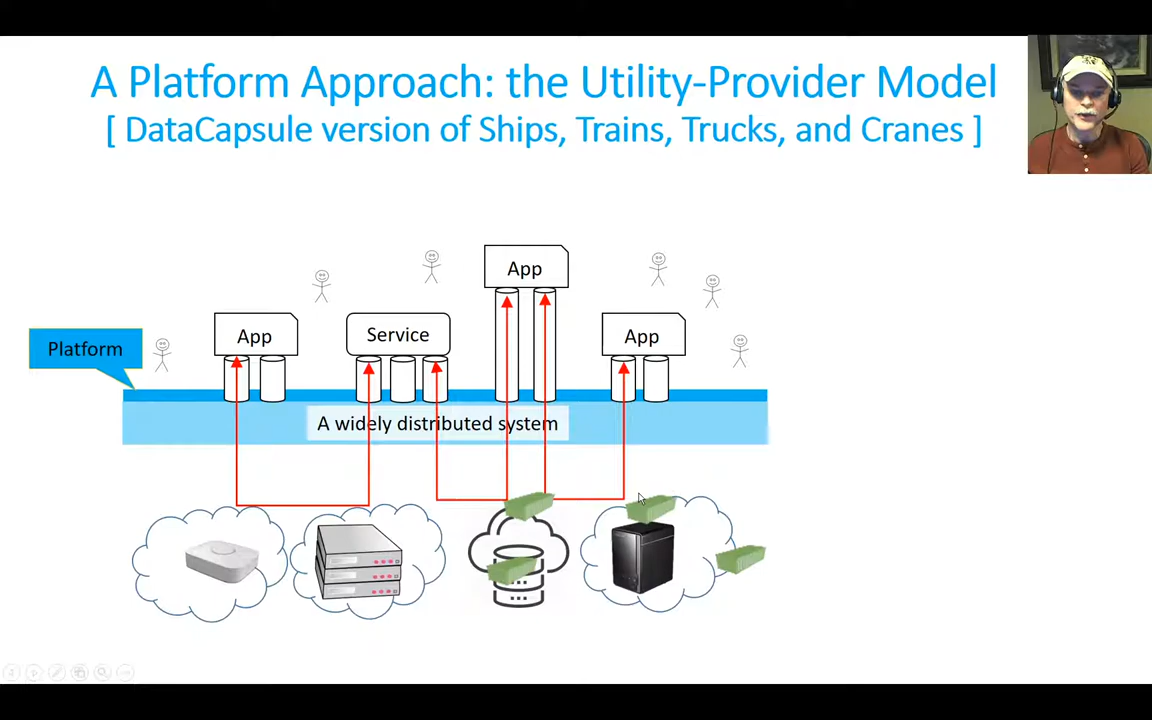 A Platform Approach: the Utility-Provider Model
[ DataCapsule version of Ships, Trains, Trucks, and Cranes ]
App
App
Service
App
Platform
A widely distributed system